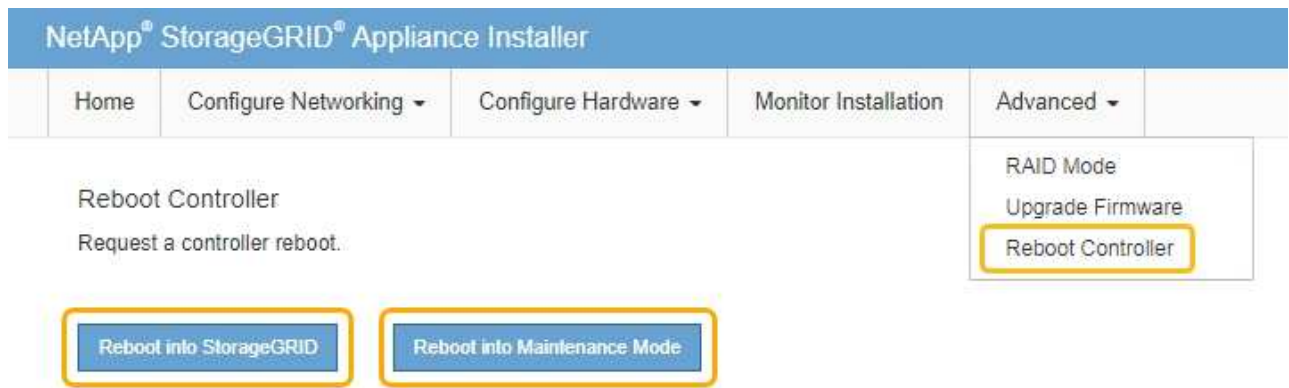 NetApp® StorageGRID® Appliance Installer
Home Configure Networking Configure Hardware Monitor Installation Advanced
RAID Mode
Upgrade Firmware
Reboot Controller
Reboot Controller
Request a controller reboot.
Reboot into StorageGRID Reboot into Maintenance Mode